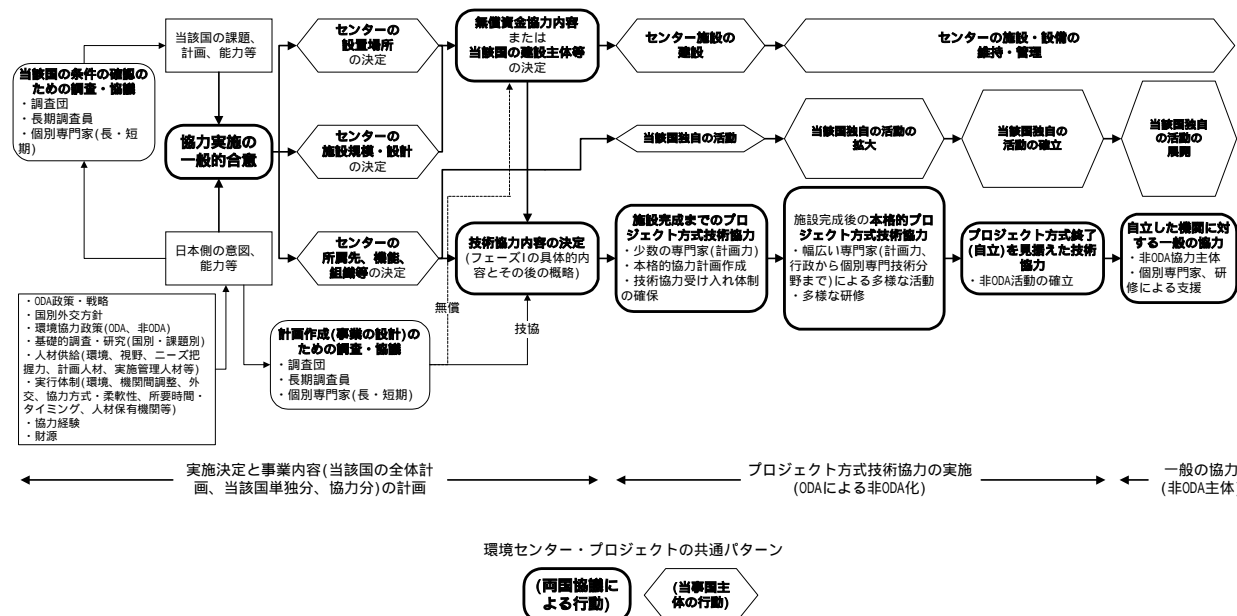 当該国の条件の確認の
ための調査・協議
・調査団
・長期調査員
・個別専門家(長・短
期)
当該国の課題、
計画、能力等
協力実施の
一般的合意
日本側の意図、
能力等
・ODA政策・戦略
・国別外交方針
・環境協力政策(ODA、非ODA)
・基礎的調査・研究(国別・課題別)
・人材供給(環境、視野、ニーズ把
握力、計画人材、実施管理人材等)
・実行体制(環境、機関間調整、外
交、協力方式・柔軟性、所要時間・
タイミング、人材保有機関等)
・協力経験
・財源
センターの
設置場所
の決定
センターの
施設規模・設計
の決定
センターの
所属先、機能、
組織等の決定
計画作成(事業の設計)の
ための調査・協議
・調査団
・長期調査員
・個別専門家(長・短期)
無償
技協
無償資金協力内容
または
当該国の建設主体等
の決定
技術協力内容の決定
(フェーズIの具体的内
容とその後の概略)
センター施設の
建設
センターの施設・設備の
維持・管理
当該国独自の活動
当該国独自の活動の
拡大
当該国独自の
活動の確立
当該国独自
の活動の
展開
施設完成までのプロ
ジェクト方式技術協力
・少数の専門家(計画力)
・本格的協力計画作成
・技術協力受け入れ体制
の確保
施設完成後の本格的プロ
ジェクト方式技術協力
・幅広い専門家(計画力、
行政から個別専門技術分
野まで)による多様な活動
・多様な研修
プロジェクト方式終了
(自立)を見据えた技術
協力
・非ODA活動の確立
自立した機関に対
する一般の協力
・非ODA協力主体
・個別専門家、研
修による支援
実施決定と事業内容(当該国の全体計
画、当該国単独分、協力分)の計画
プロジェクト方式技術協力の実施
(ODAによる非ODA化)
一般の協力
(非ODA主体)
環境センター・プロジェクトの共通パターン
(両国協議に
よる行動)
(当事国主
体の行動)